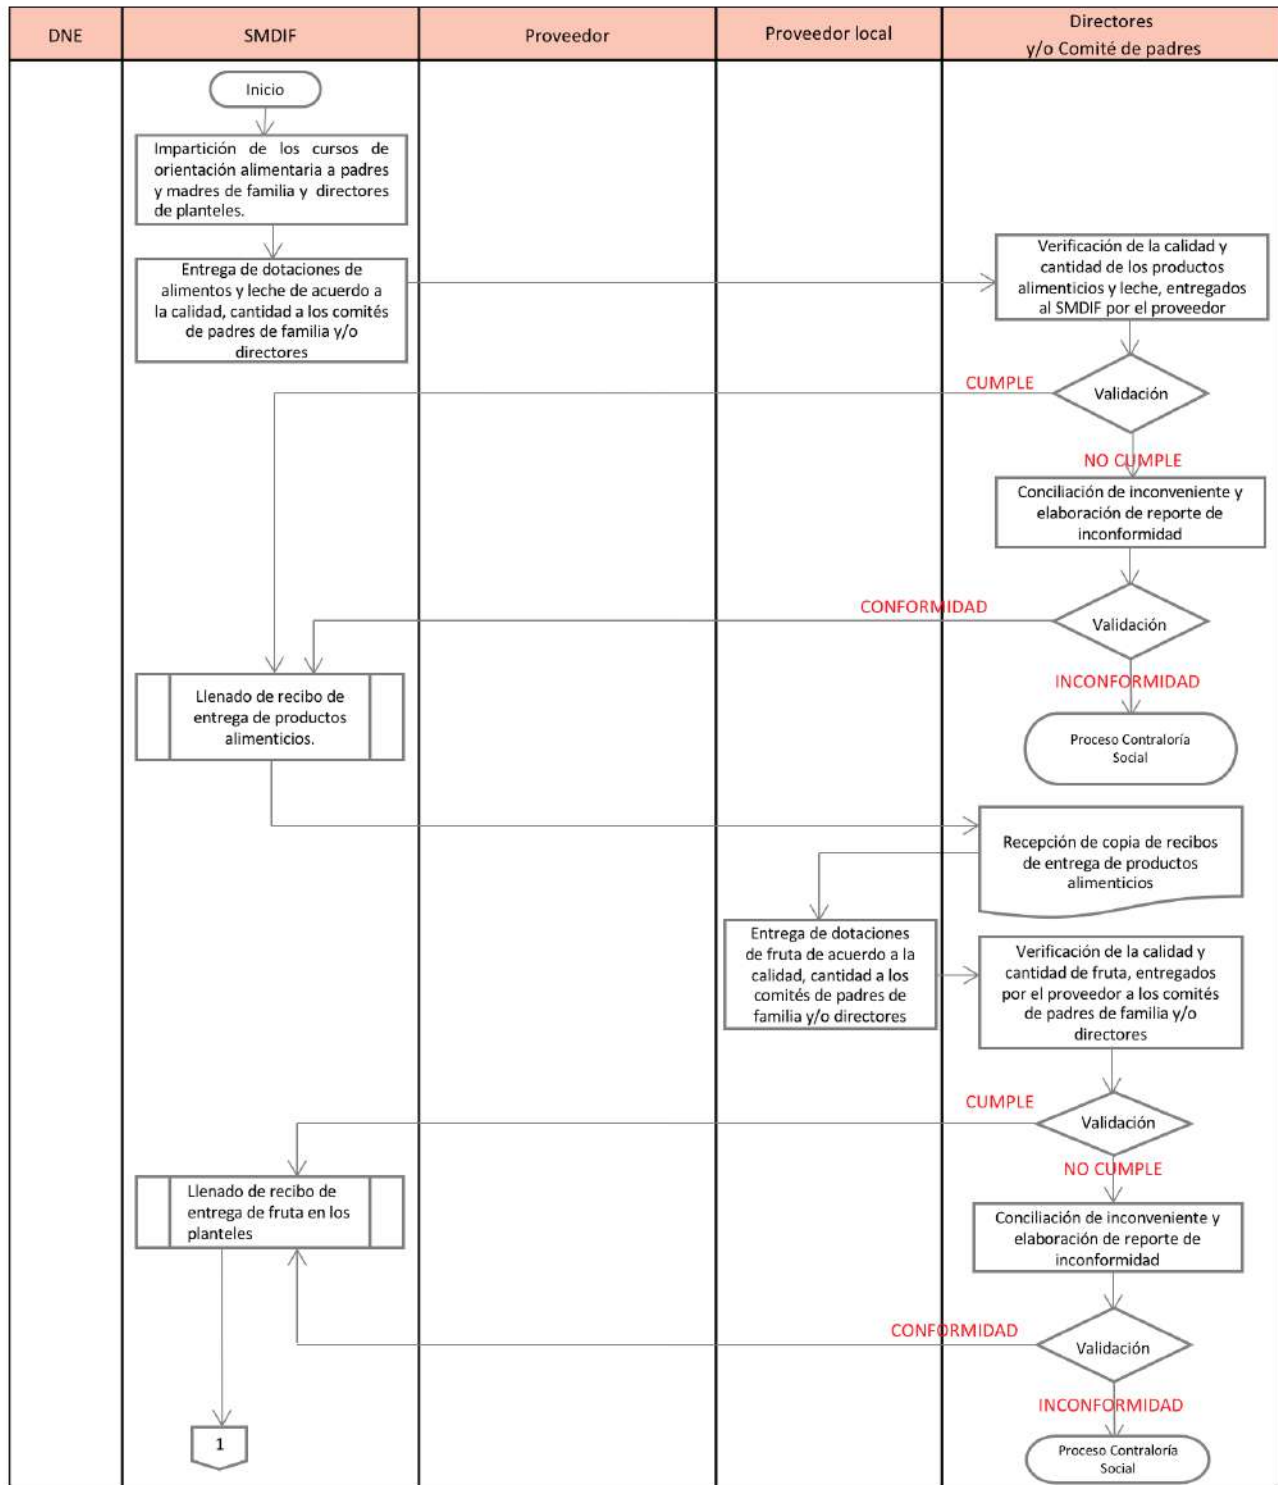 DNE
SMDIF
Proveedor
Proveedor local
Directores
y/o Comité de padres
Inicio
Impartición de los cursos de
orientación alimentaria a padres
y madres de familia y directores
de planteles.
Entrega de dotaciones de
alimentos y leche de acuerdo a
la calidad, cantidad a los comités
de padres de familia y/o
directores
Verificación de la calidad y
cantidad de los productos
alimenticios y leche, entregados
al SMDIF por el proveedor
CUMPLE
Validación
NO CUMPLE
Conciliación de inconveniente y
elaboración de reporte de
inconformidad
CONFORMIDAD
Validación
INCONFORMIDAD
Llenado de recibo de
entrega de productos
alimenticios.
Proceso Contraloría
Social
Recepción de copia de recibos
de entrega de productos
alimenticios
Entrega de dotaciones
de fruta de acuerdo a la
calidad, cantidad a los
comités de padres de
familia y/o directores
Verificación de la calidad y
cantidad de fruta, entregados
por el proveedor a los comités
de padres de familia y/o
directores
CUMPLE
Validación
NO CUMPLE
Llenado de recibo de
entrega de fruta en los
planteles
Conciliación de inconveniente y
elaboración de reporte de
inconformidad
CONFORMIDAD
Validación
INCONFORMIDAD
1
Proceso Contraloría
Social